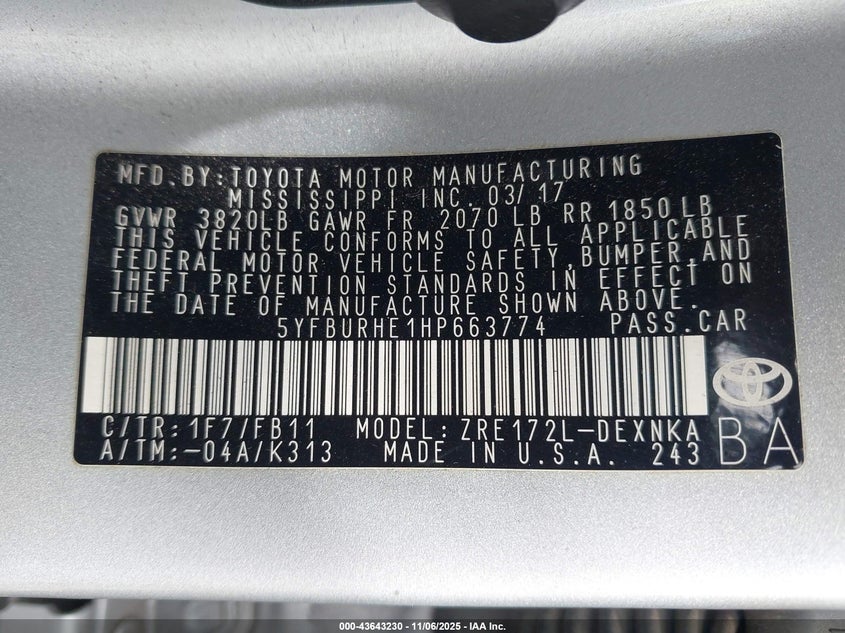 MFD. BY: TOYOTA MOTOR MANUFACTURING
MISSISSIPPI INC. 03/ 17
GVWR 3820LB GAWR FR 2070 LB RR 1850 LB
THIS VEHICLE CONFORMS TO ALL APPLICABLE
FEDERAL MOTOR VEHICLE SAFETY, BUMPER, AND
THEFT PREVENTION STANDARDS IN EFFECT ON
THE DATE OF MANUFACTURE SHOWN ABOVE.
5YFBURHE1HP663774 PASS. CAR
C/TR: 1F7/FB11 MODEL: ZRE172L-DEXNKA
A/TM: -04A/K313 MADE IN U.S.A. 243 BA
000-43643230 - 11/06/2025 - IAA Inc.